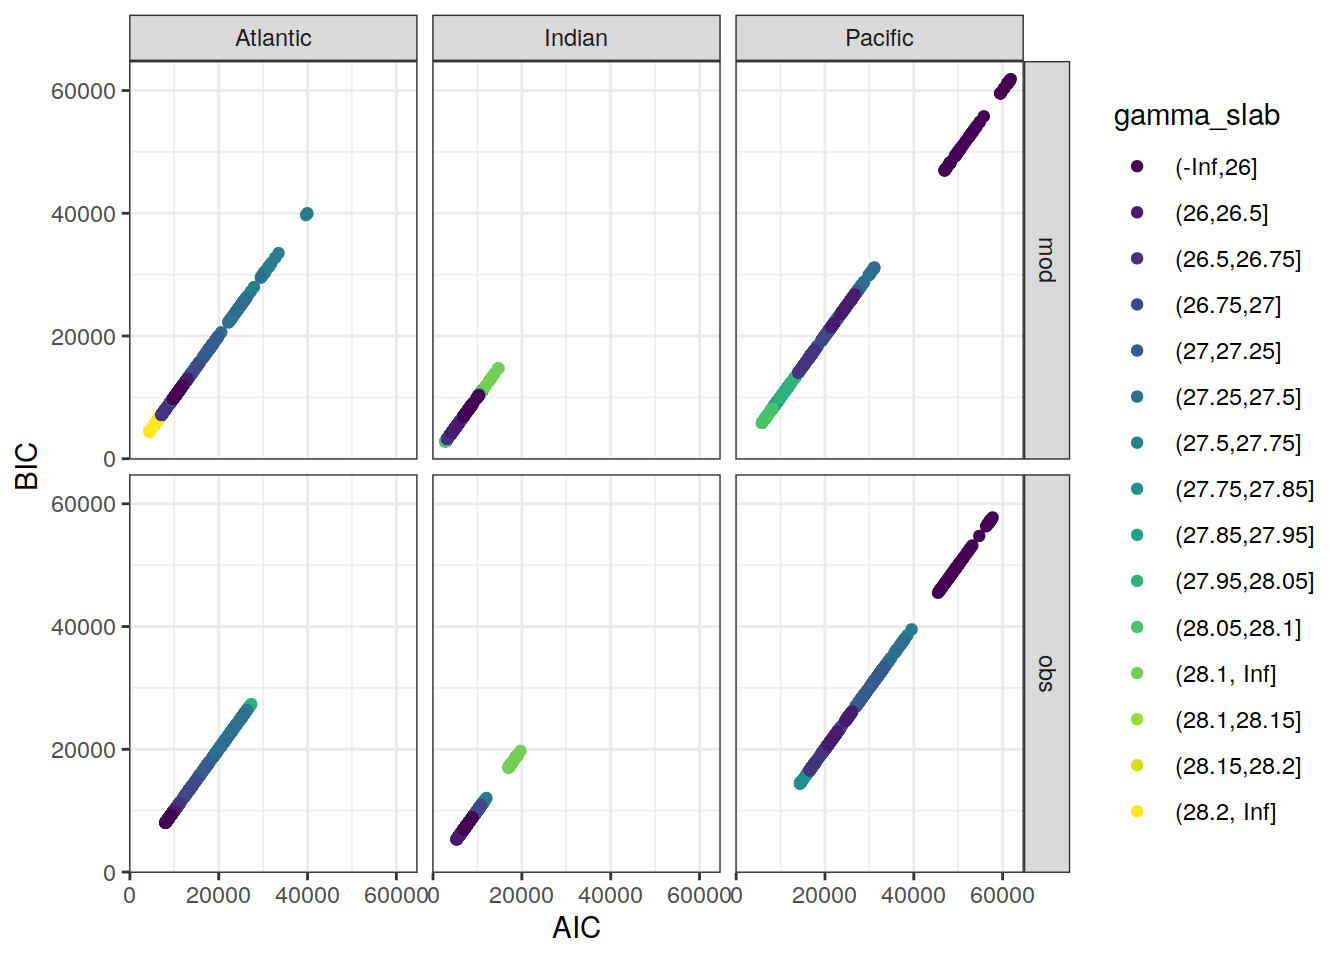 Atlantic Indian Pacific
60000
40000
20000
0
mod
60000
40000
20000
0
obs
0 20000 40000 60000 0 20000 40000 60000 0 20000 40000 60000
AIC
BIC
gamma_slab
(-Inf,26]
(26,26.5]
(26.5,26.75]
(26.75,27]
(27,27.25]
(27.25,27.5]
(27.5,27.75]
(27.75,27.85]
(27.85,27.95]
(27.95,28.05]
(28.05,28.1]
(28.1, Inf]
(28.1,28.15]
(28.15,28.2]
(28.2, Inf]